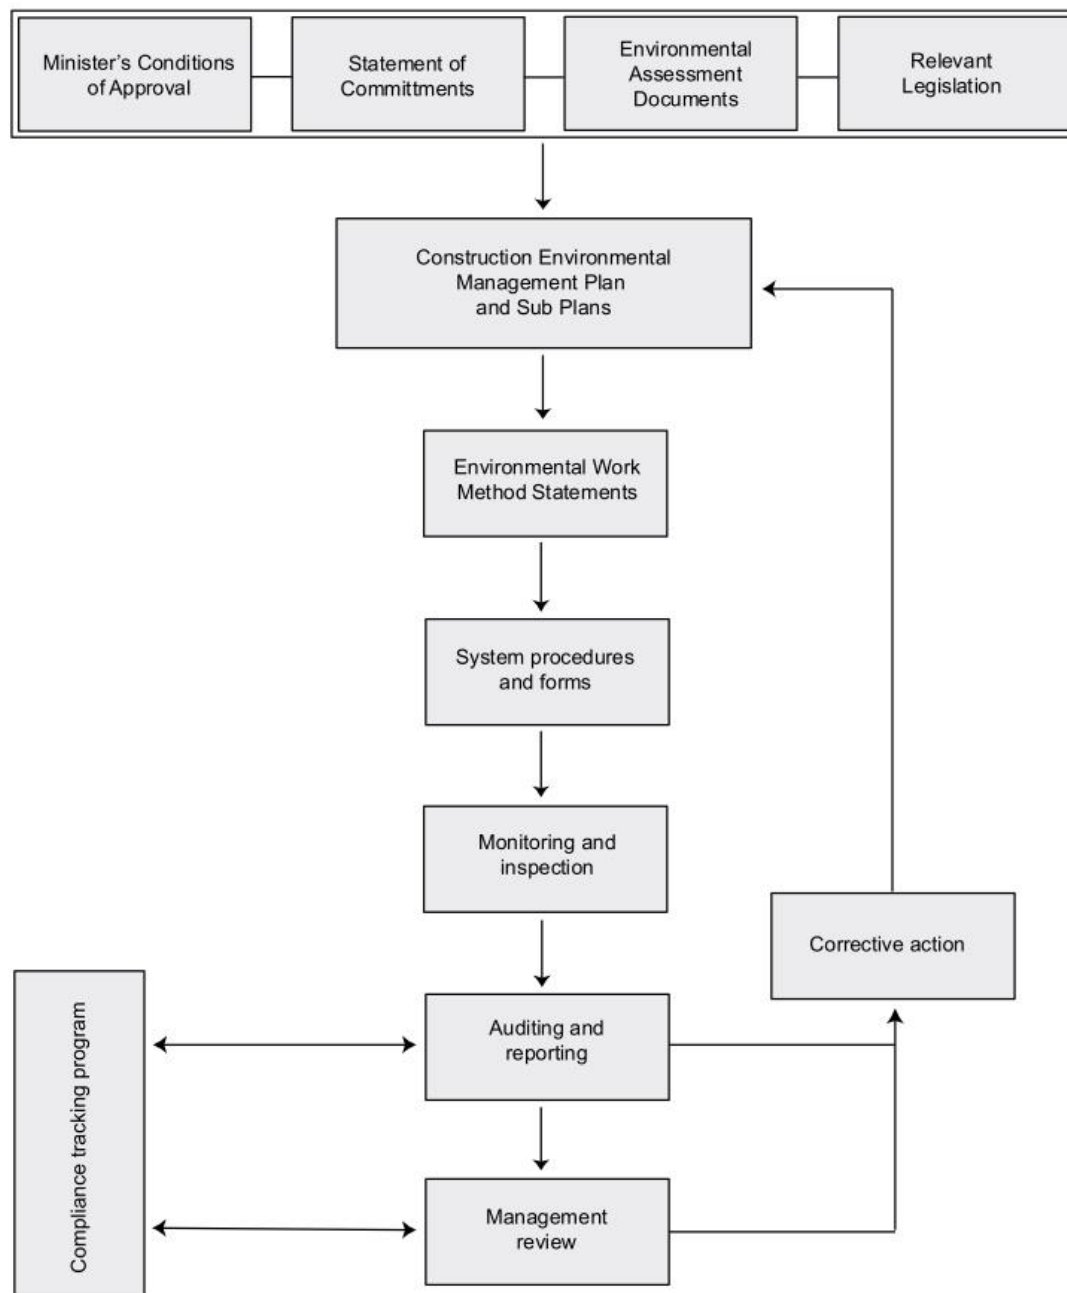 Minister’s Conditions
of Approval
Statement of
Committments
Environmental
Assessment
Documents
Relevant
Legislation
Construction Environmental
Management Plan
and Sub Plans
Environmental Work
Method Statements
System procedures
and forms
Monitoring and
inspection
Corrective action
Auditing and
reporting
Compliance tracking program
Management
review